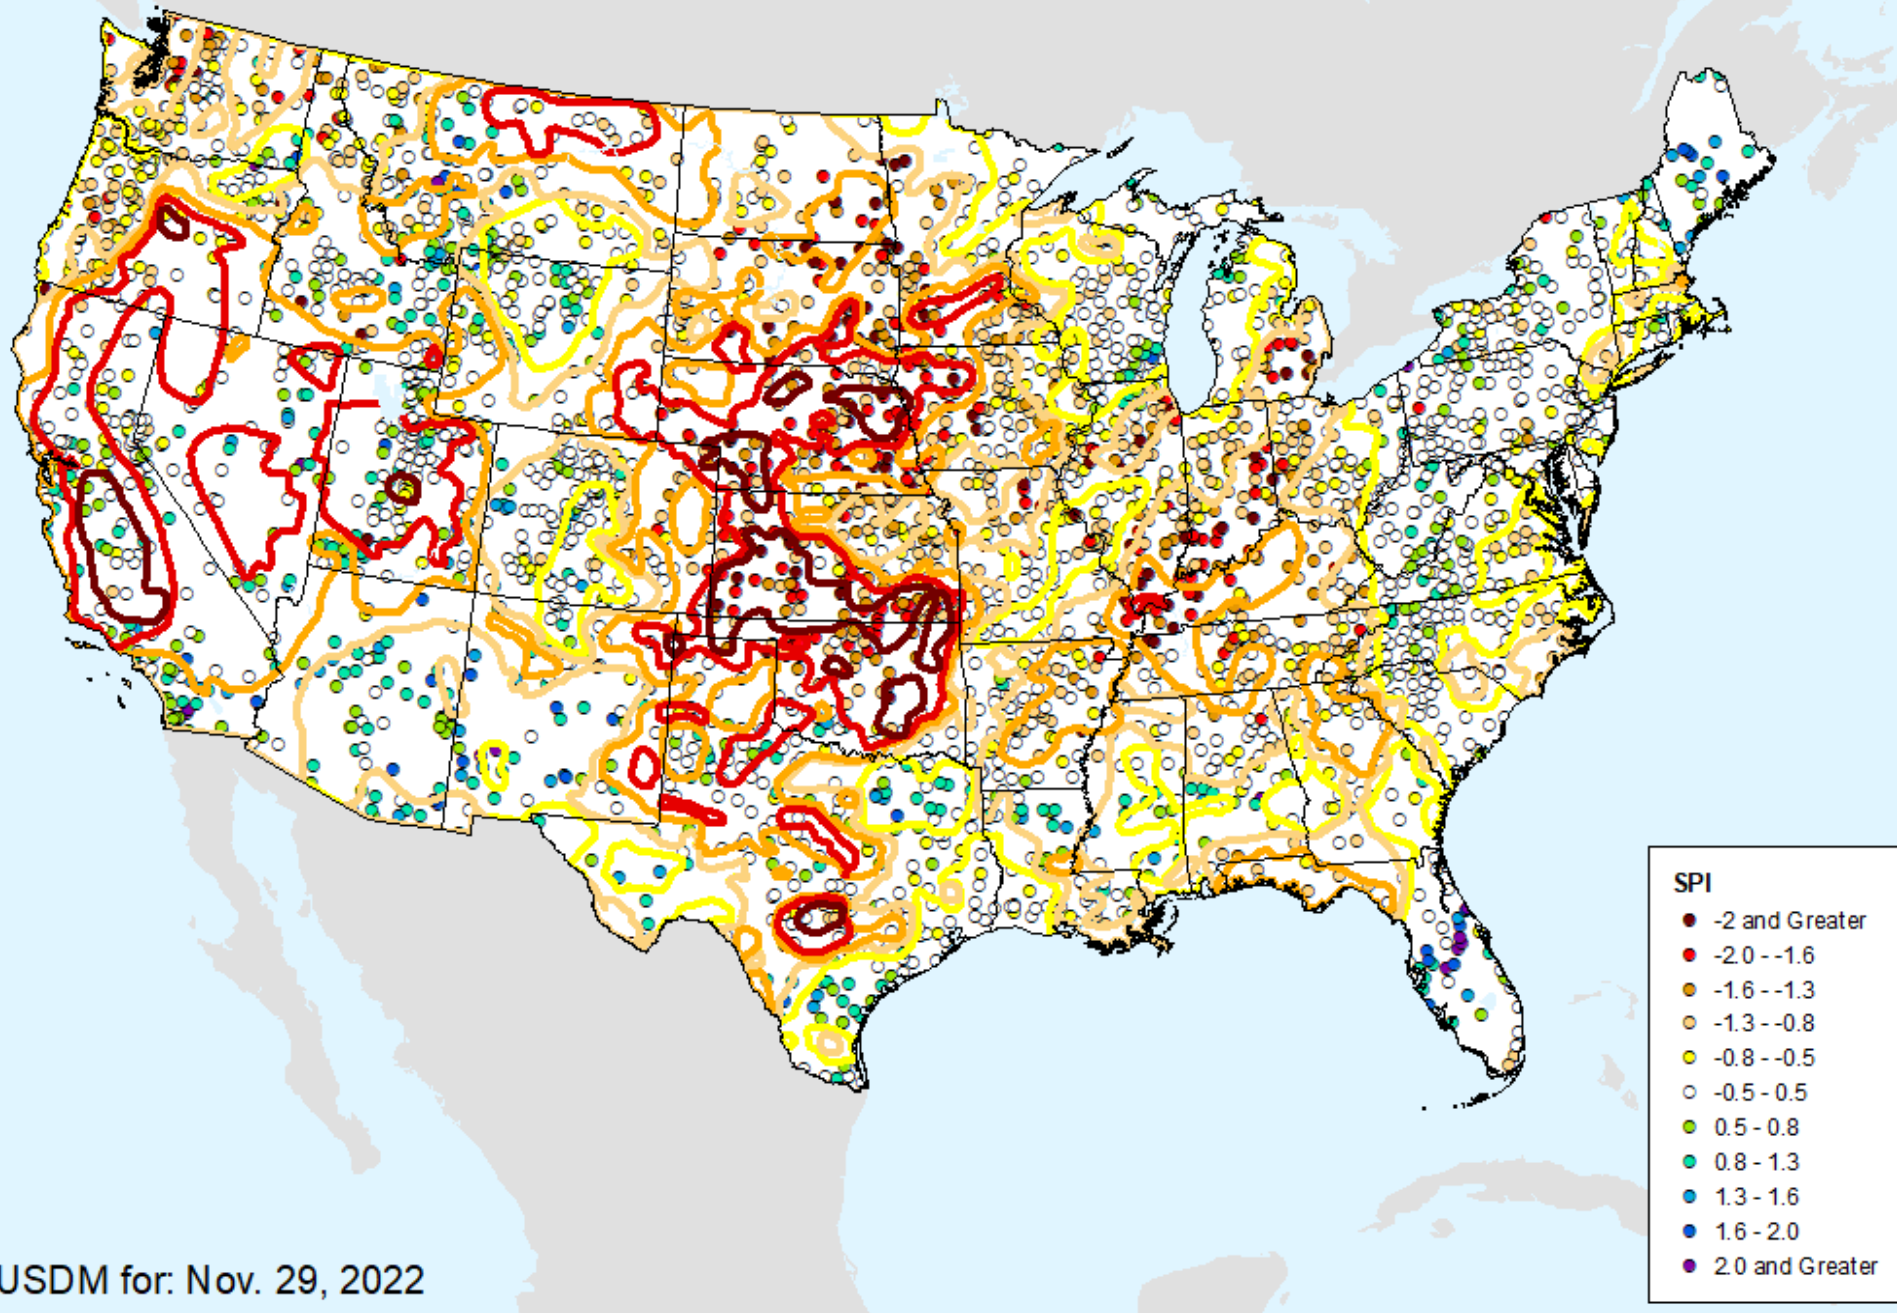 SPI
-2 and Greater
-2.0 - -1.6
-1.6 - -1.3
-1.3 - -0.8
-0.8 - -0.5
-0.5 - 0.5
0.5 - 0.8
0.8 - 1.3
1.3 - 1.6
1.6 - 2.0
2.0 and Greater
USDM for: Nov. 29, 2022